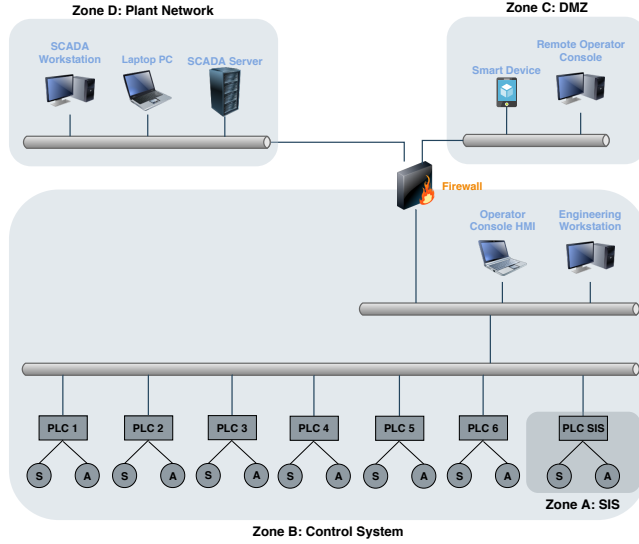 Zone D: Plant Network
Zone C: DMZ
SCADA
Workstation
Laptop PC
SCADA Server
Smart Device
Remote Operator
Console
Firewall
Operator
Console HMI
Engineering
Workstation
PLC 1
PLC 2
PLC 3
PLC 4
PLC 5
PLC 6
PLC SIS
S A S A S A S A S A S A S A
Zone A: SIS
Zone B: Control System